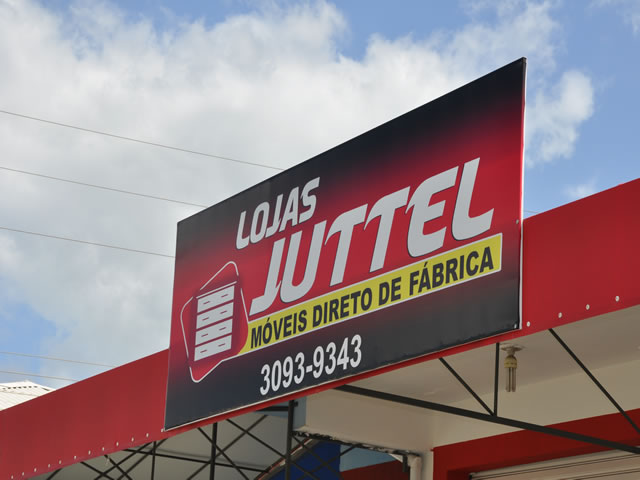 LOJAS
JUTTEL
MÓVEIS DIRETO DE FÁBRICA
3093-9343